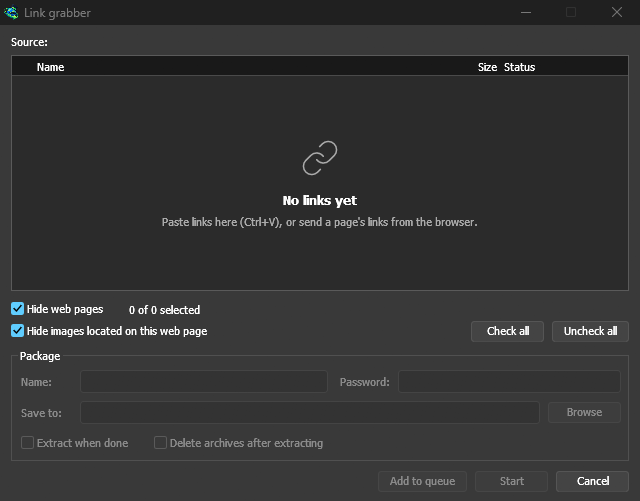 Link grabber
Source:
Name Size Status
No links yet
Paste links here (Ctrl+V), or send a page's links from the browser.
Hide web pages 0 of 0 selected
Hide images located on this web page Check all Uncheck all
Package
Name: Password:
Save to: Browse
Extract when done Delete archives after extracting
Add to queue Start Cancel